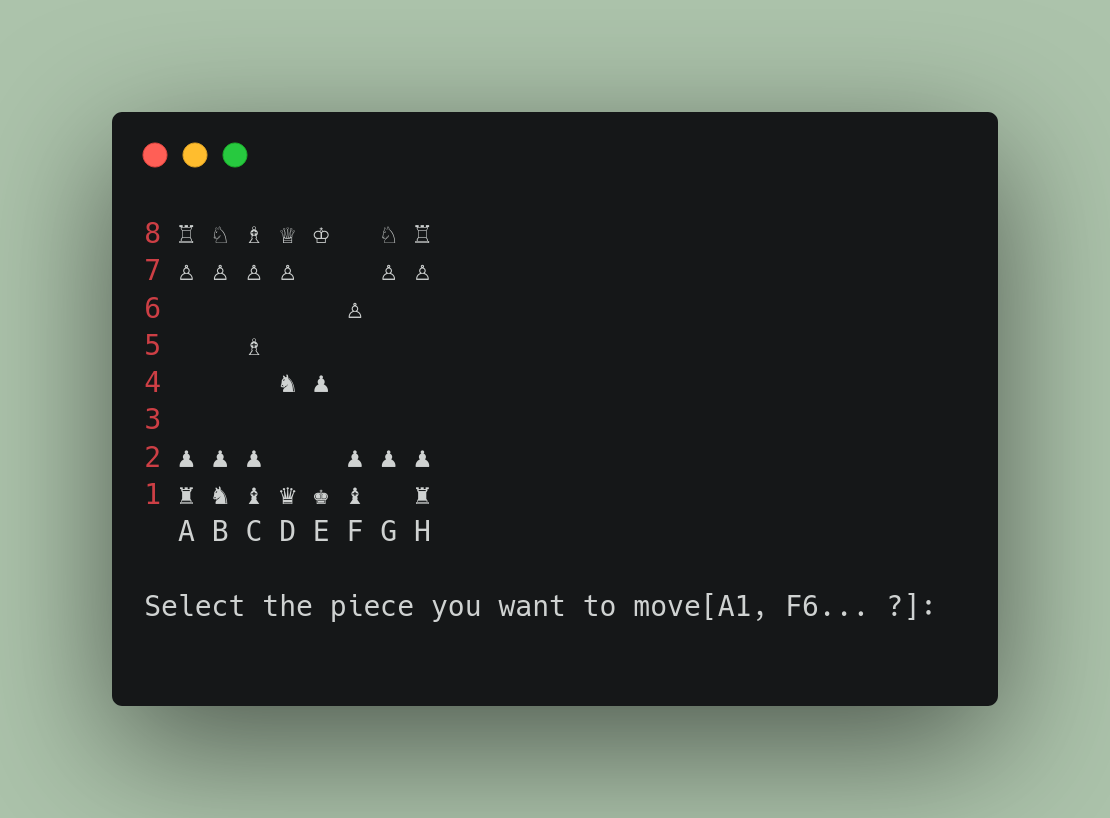 8 ♖ ♘ ♗ ♕ ♔   ♘ ♖
7 ♙ ♙ ♙ ♙     ♙ ♙
6           ♙
5     ♗
4       ♞ ♟
3
2 ♟ ♟ ♟     ♟ ♟ ♟
1 ♜ ♞ ♝ ♛ ♚ ♝   ♜
  A B C D E F G H
Select the piece you want to move[A1, F6... ?]: